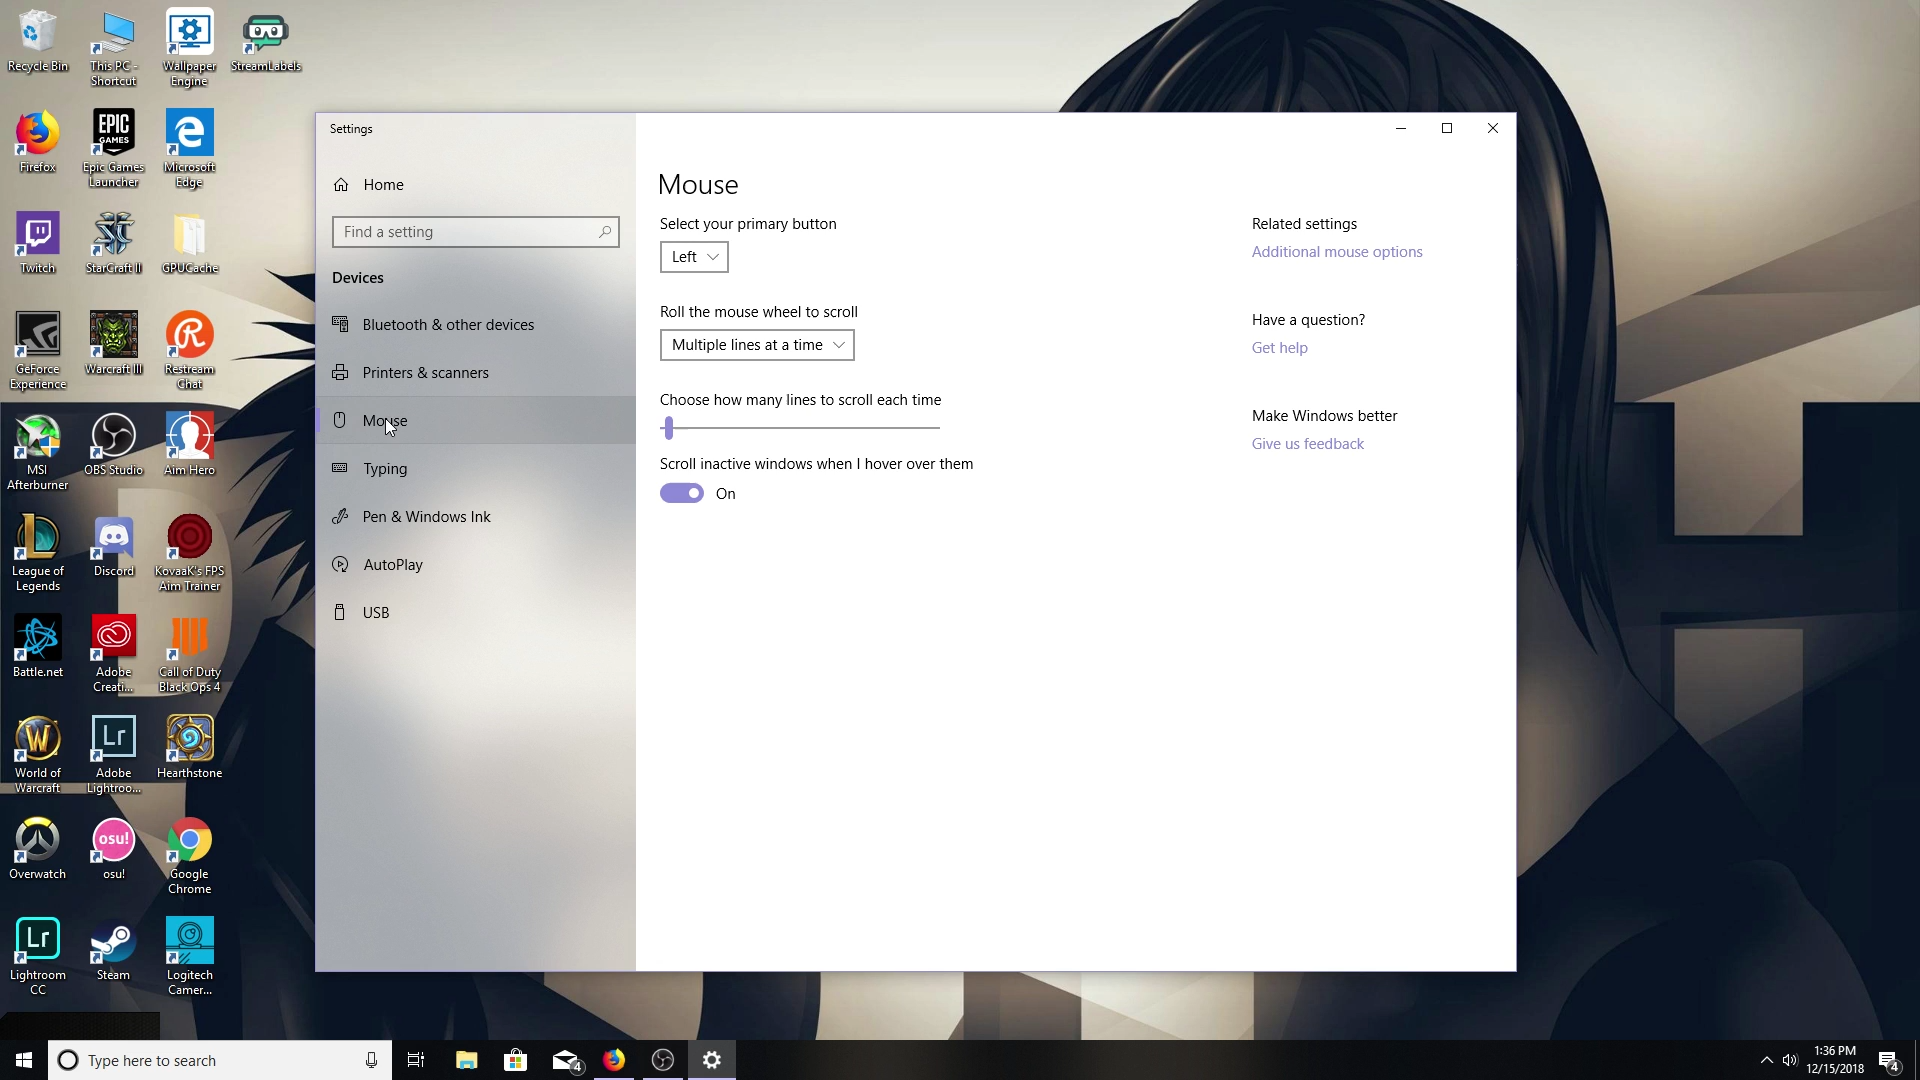 Recycle Bin
This PC -
Shortcut
Wallpaper
Engine
StreamLabels
Firefox
EPIC
GAMES
Epic Games
Launcher
Microsoft
Edge
Twitch
StarCraft II
GPUCache
GeForce
Experience
Warcraft III
Restream
Chat
MSI
Afterburner
OBS Studio
Aim Hero
League of
Legends
Discord
KovaaK's FPS
Aim Trainer
Battle.net
Adobe
Creati...
Call of Duty
Black Ops 4
World of
Warcraft
Lr
Adobe
Lightroo...
Hearthstone
Overwatch
osu!
osu!
Google
Chrome
Lr
Lightroom
CC
Steam
Logitech
Camer...
Settings
Home
Find a setting
Devices
Bluetooth & other devices
Printers & scanners
Mouse
Typing
Pen & Windows Ink
AutoPlay
USB
Mouse
Select your primary button
Left
Roll the mouse wheel to scroll
Multiple lines at a time
Choose how many lines to scroll each time
Scroll inactive windows when I hover over them
On
Related settings
Additional mouse options
Have a question?
Get help
Make Windows better
Give us feedback
Type here to search
4
1:36 PM
12/15/2018
4